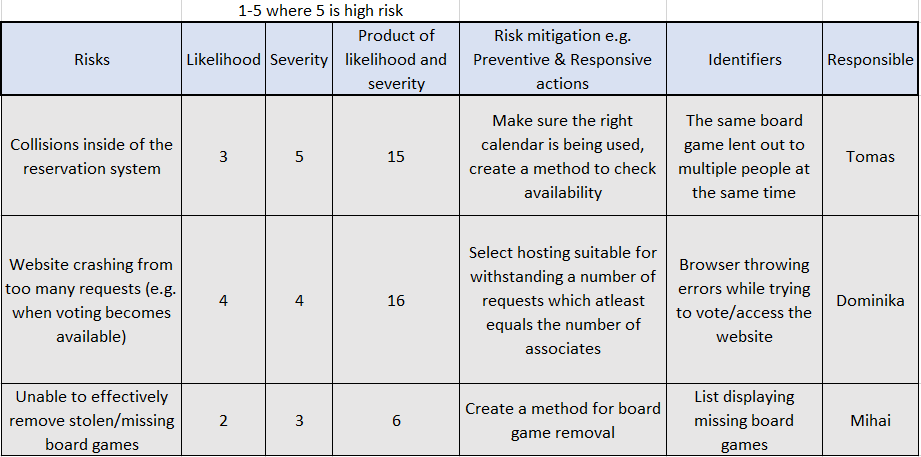 1-5 where 5 is high risk
Risks
Likelihood
Severity
Product of
likelihood and
severity
Risk mitigation e.g.
Preventive & Responsive
actions
Identifiers
Responsible
Collisions inside of the
reservation system
3
5
15
Make sure the right
calendar is being used,
create a method to check
availability
The same board
game lent out to
multiple people at
the same time
Tomas
Website crashing from
too many requests (e.g.
when voting becomes
available)
4
4
16
Select hosting suitable for
withstanding a number of
requests which atleast
equals the number of
associates
Browser throwing
errors while trying
to vote/access the
website
Dominika
Unable to effectively
remove stolen/missing
board games
2
3
6
Create a method for board
game removal
List displaying
missing board
games
Mihai